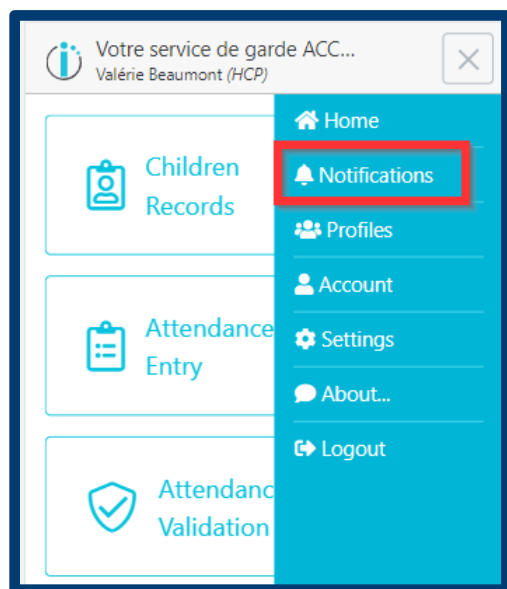 Votre service de garde ACC...
Valérie Beaumont (HCP)
Children
Records
Attendance
Entry
Attendanc
Validation
Home
Notifications
Profiles
Account
Settings
About...
Logout